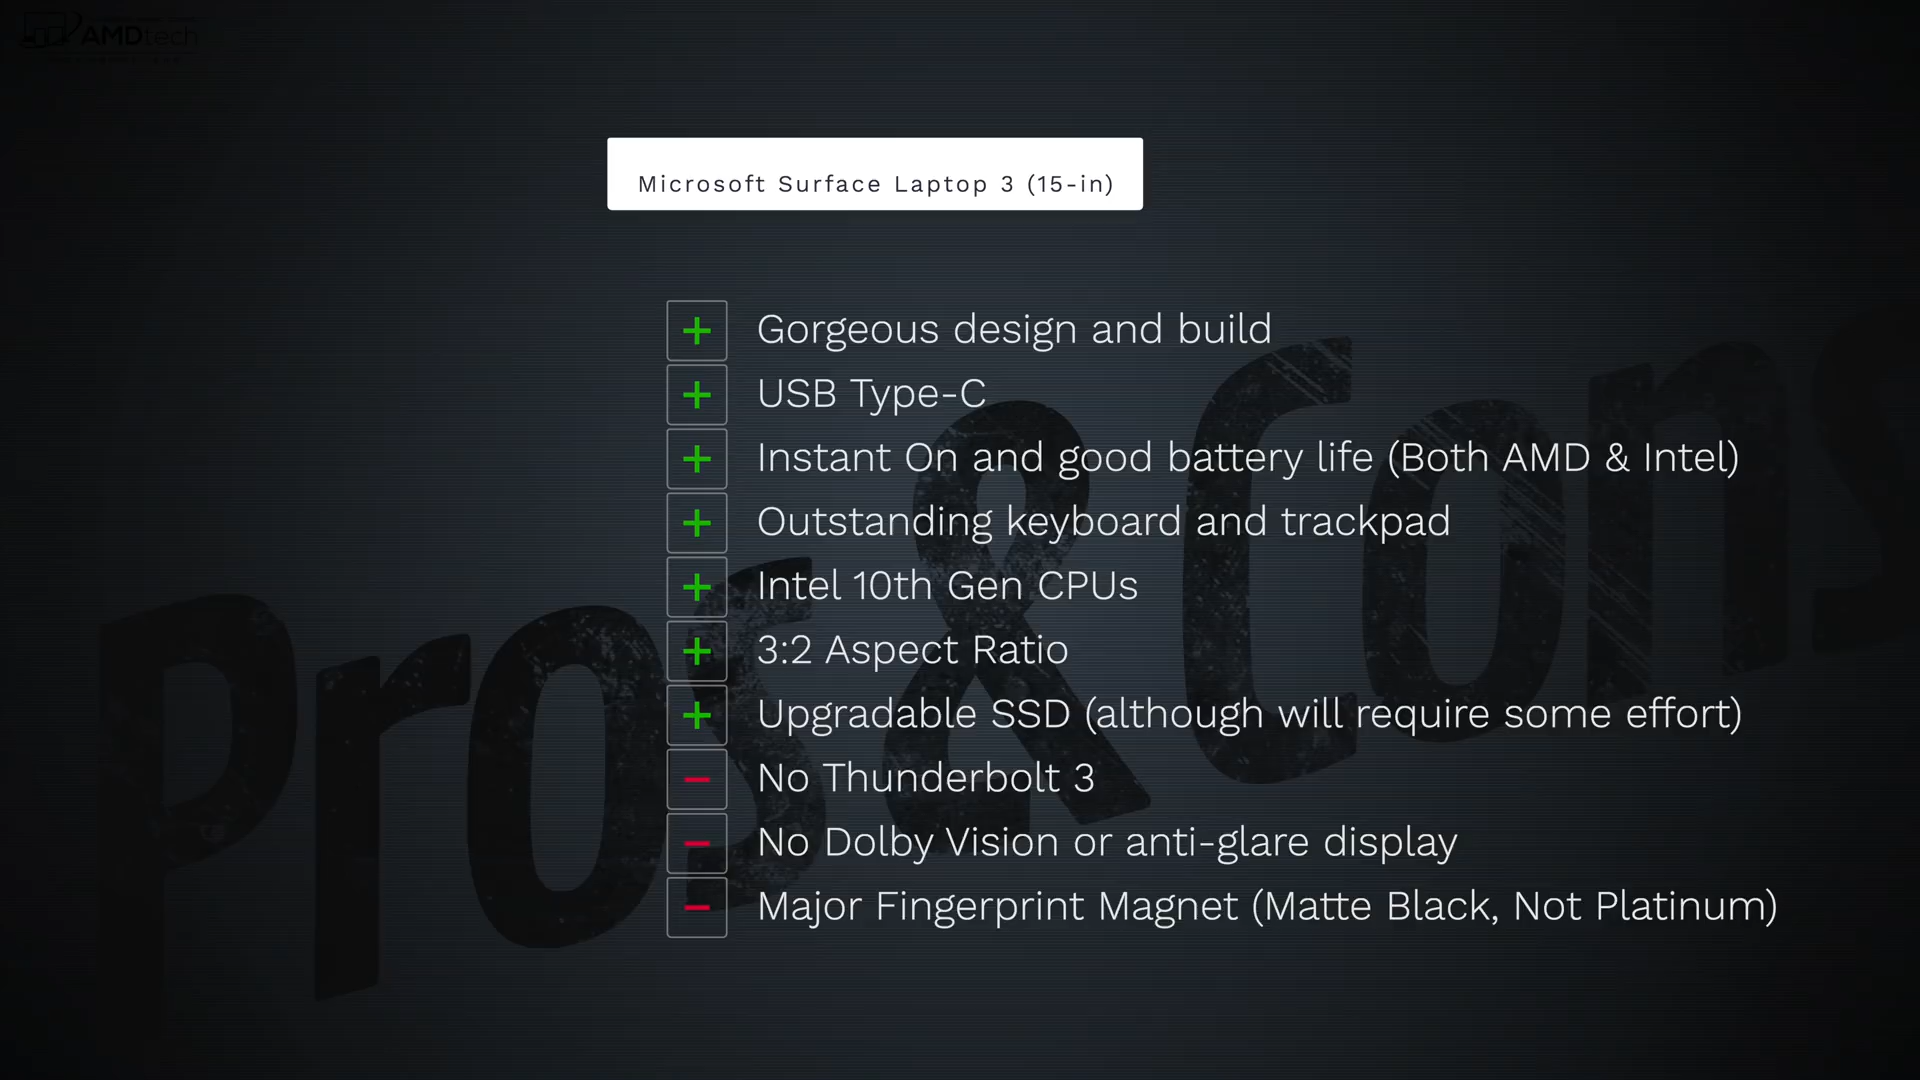 AMDtech
Microsoft Surface Laptop 3 (15-in)
+ Gorgeous design and build
+ USB Type-C
+ Instant On and good battery life (Both AMD & Intel)
+ Outstanding keyboard and trackpad
+ Intel 10th Gen CPUs
+ 3:2 Aspect Ratio
+ Upgradable SSD (although will require some effort)
– No Thunderbolt 3
– No Dolby Vision or anti-glare display
– Major Fingerprint Magnet (Matte Black, Not Platinum)
Pros & Cons